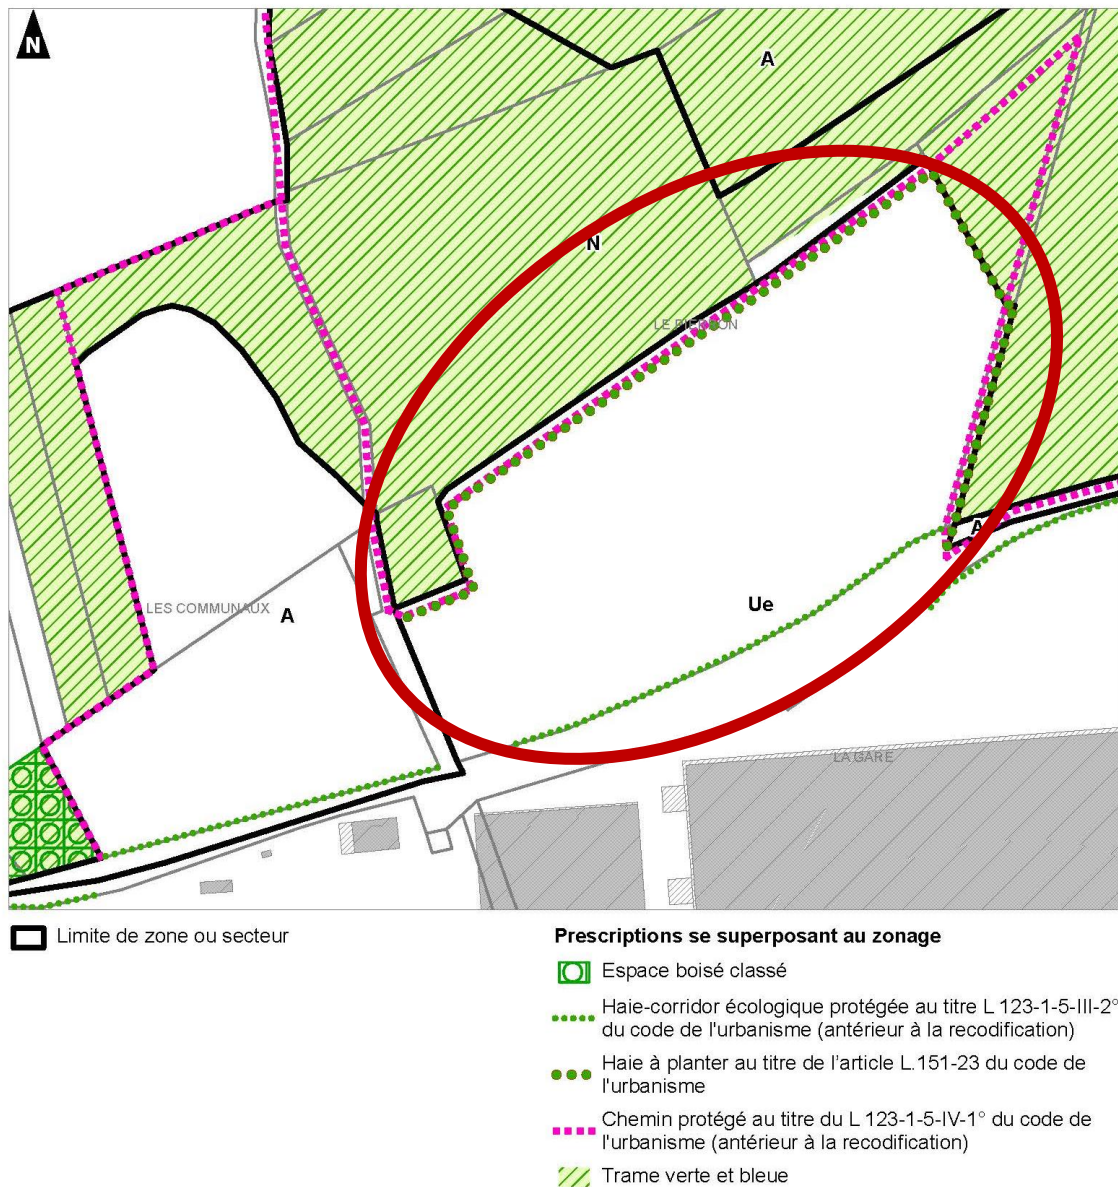 N
A
N
LE PIERDON
LES COMMUNAUX
A
A
Ue
LA GARE
Limite de zone ou secteur
Prescriptions se superposant au zonage
Espace boisé classé
Haie-corridor écologique protégée au titre L 123-1-5-III-2°
du code de l'urbanisme (antérieur à la recodification)
Haie à planter au titre de l’article L.151-23 du code de
l'urbanisme
Chemin protégé au titre du L 123-1-5-IV-1° du code de
l'urbanisme (antérieur à la recodification)
Trame verte et bleue